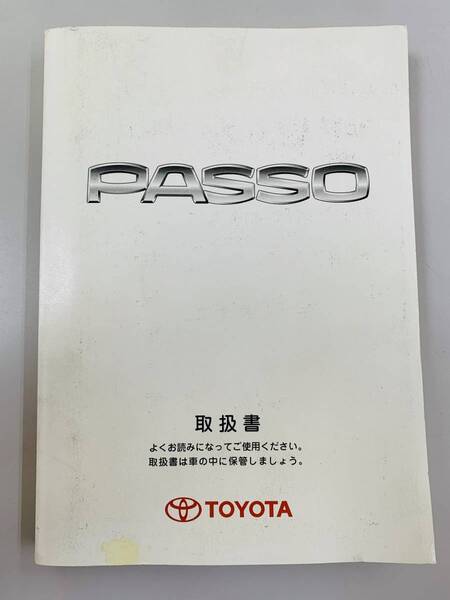 PASSO
取扱書
よくお読みになってご使用ください。
取扱書は車の中に保管しましょう。
TOYOTA